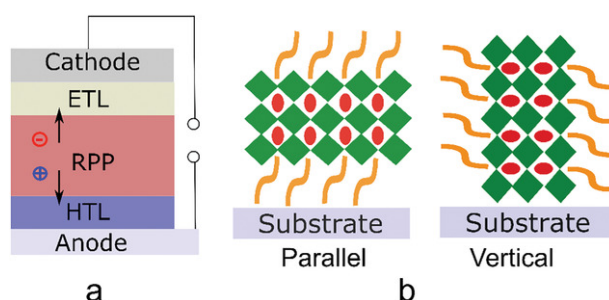 Cathode
ETL
⊖
RPP
⊕
HTL
Anode
a
Substrate
Parallel
Substrate
Vertical
b